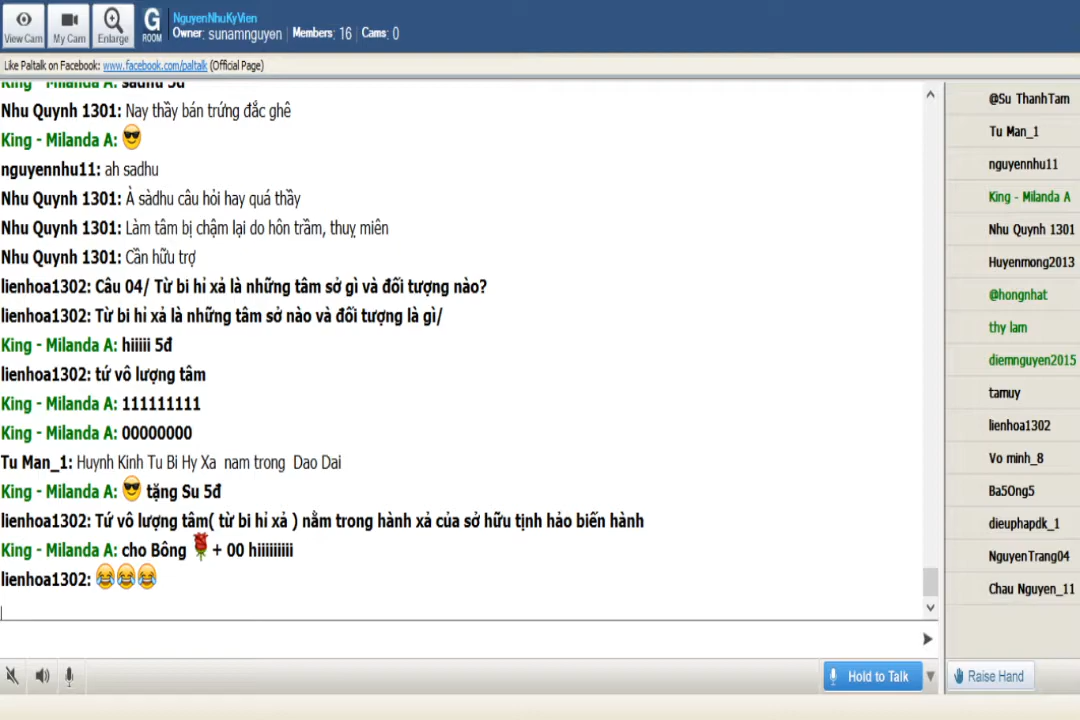 NguyenNhuKyVien
View Cam
My Cam
Enlarge
G
ROOM
Owner: sunamnguyen
Members: 16
Cams: 0
Like Paltalk on Facebook: www.facebook.com/paltalk (Official Page)
King - Milanda A: sadhu 5đ
Nhu Quynh 1301: Nay thầy bán trứng đắc ghê
King - Milanda A:
nguyennhu11: ah sadhu
Nhu Quynh 1301: À sàdhu câu hỏi hay quá thầy
Nhu Quynh 1301: Làm tâm bị chậm lại do hôn trầm, thuỵ miên
Nhu Quynh 1301: Cần hữu trợ
lienhoa1302: Câu 04/ Từ bi hỉ xả là những tâm sở gì và đối tượng nào?
lienhoa1302: Từ bi hỉ xả là những tâm sở nào và đối tượng là gì/
King - Milanda A: hiiiii 5đ
lienhoa1302: tứ vô lượng tâm
King - Milanda A: 111111111
King - Milanda A: 00000000
Tu Man_1: Huynh Kinh Tu Bi Hy Xa nam trong Dao Dai
King - Milanda A: tặng Su 5đ
lienhoa1302: Tứ vô lượng tâm( từ bi hỉ xả ) nằm trong hành xả của sở hữu tịnh hảo biến hành
King - Milanda A: cho Bông + 00 hiiiiiiiii
lienhoa1302:
@Su ThanhTam
Tu Man_1
nguyennhu11
King - Milanda A
Nhu Quynh 1301
Huyenmong2013
@hongnhat
thy lam
diemnguyen2015
tamuy
lienhoa1302
Vo minh_8
Ba5Ong5
dieuphapdk_1
NguyenTrang04
Chau Nguyen_11
Hold to Talk
Raise Hand